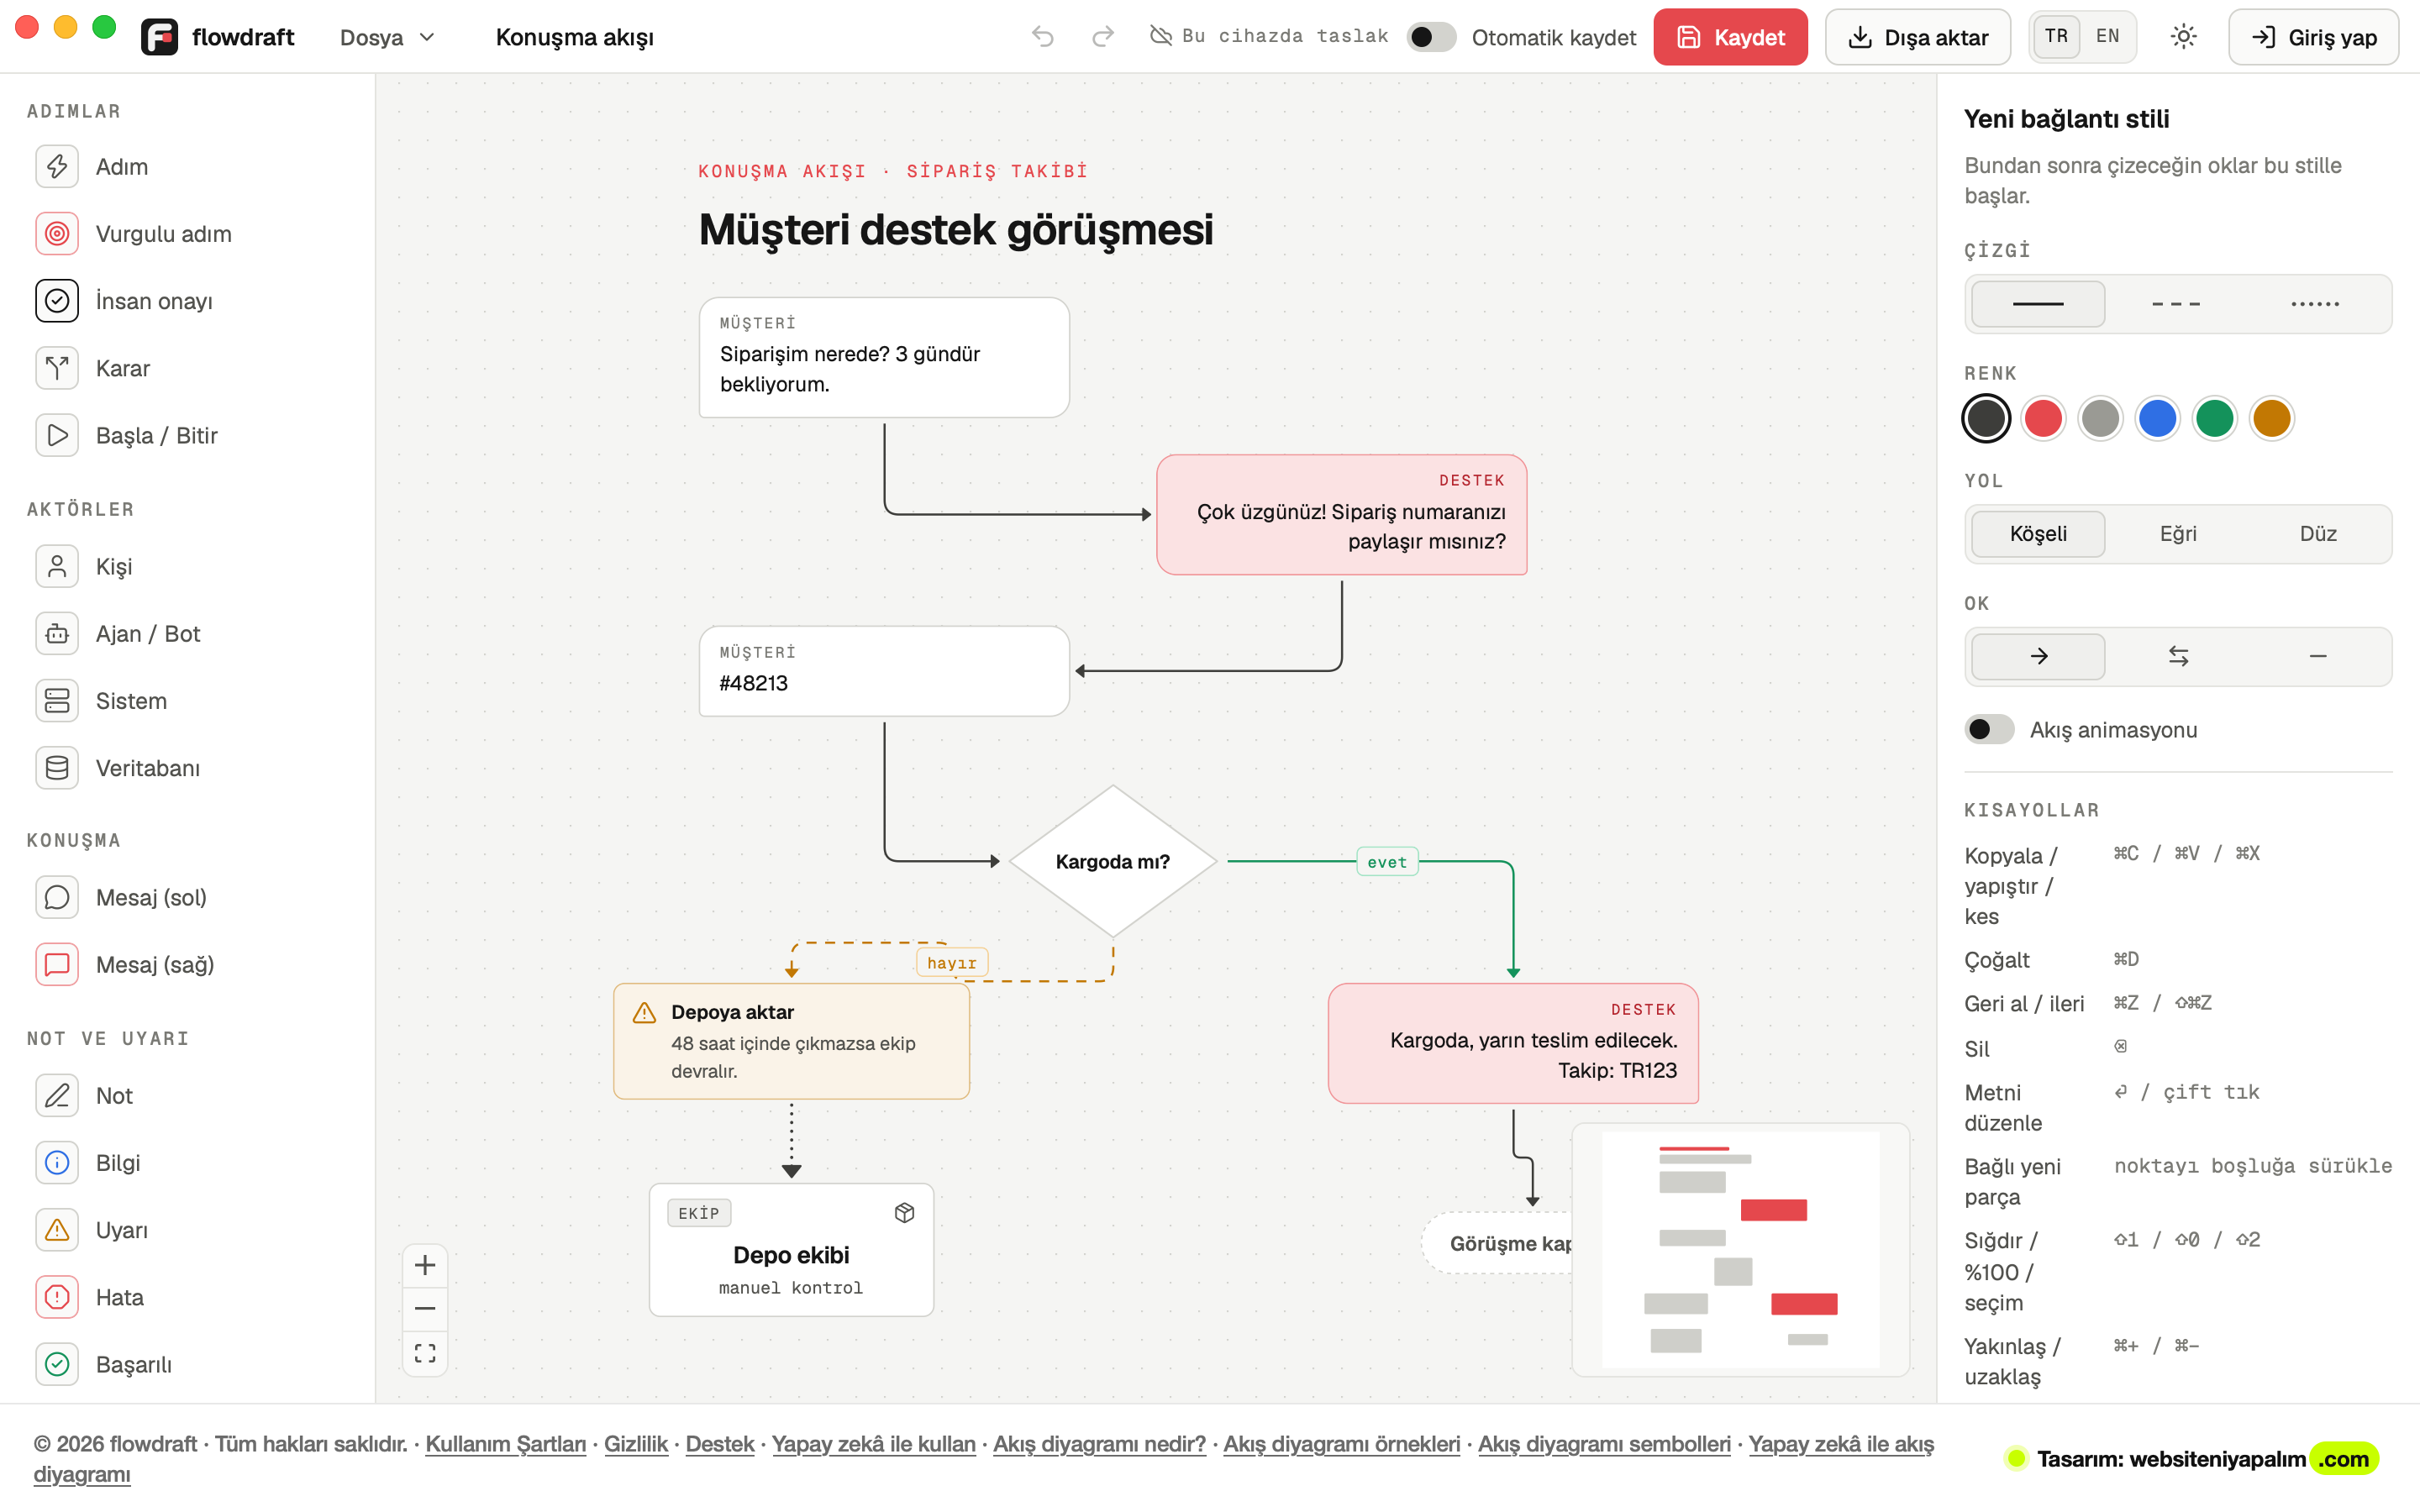 flowdraft
Dosya
Konuşma akışı
Bu cihazda taslak
Otomatik kaydet
Kaydet
Dışa aktar
TR
EN
Giriş yap
ADIMLAR
Adım
Vurgulu adım
İnsan onayı
Karar
Başla / Bitir
AKTÖRLER
Kişi
Ajan / Bot
Sistem
Veritabanı
KONUŞMA
Mesaj (sol)
Mesaj (sağ)
NOT VE UYARI
Not
Bilgi
Uyarı
Hata
Başarılı
KONUŞMA AKIŞI · SİPARİŞ TAKİBİ
Müşteri destek görüşmesi
MÜŞTERİ
Siparişim nerede? 3 gündür
bekliyorum.
DESTEK
Çok üzgünüz! Sipariş numaranızı
paylaşır mısınız?
MÜŞTERİ
#48213
Kargoda mı?
evet
hayır
Depoya aktar
48 saat içinde çıkmazsa ekip
devralır.
DESTEK
Kargoda, yarın teslim edilecek.
Takip: TR123
EKİP
Depo ekibi
manuel kontrol
Görüşme
Yeni bağlantı stili
Bundan sonra çizeceğin oklar bu stille
başlar.
ÇİZGİ
RENK
YOL
Köşeli
Eğri
Düz
OK
Akış animasyonu
KISAYOLLAR
Kopyala /
yapıştır /
kes
⌘C / ⌘V / ⌘X
Çoğalt
⌘D
Geri al / ileri
⌘Z / ⇧⌘Z
Sil
⌫
Metni
düzenle
⏎ / çift tık
Bağlı yeni
parça
noktayı boşluğa sürükle
Sığdır /
%100 /
seçim
⇧1 / ⇧0 / ⇧2
Yakınlaş /
uzaklaş
⌘+ / ⌘−
© 2026 flowdraft · Tüm hakları saklıdır. · Kullanım Şartları · Gizlilik · Destek · Yapay zekâ ile kullan · Akış diyagramı nedir? · Akış diyagramı örnekleri · Akış diyagramı sembolleri · Yapay zekâ ile akış
diyagramı
Tasarım: websiteniyapalım.com